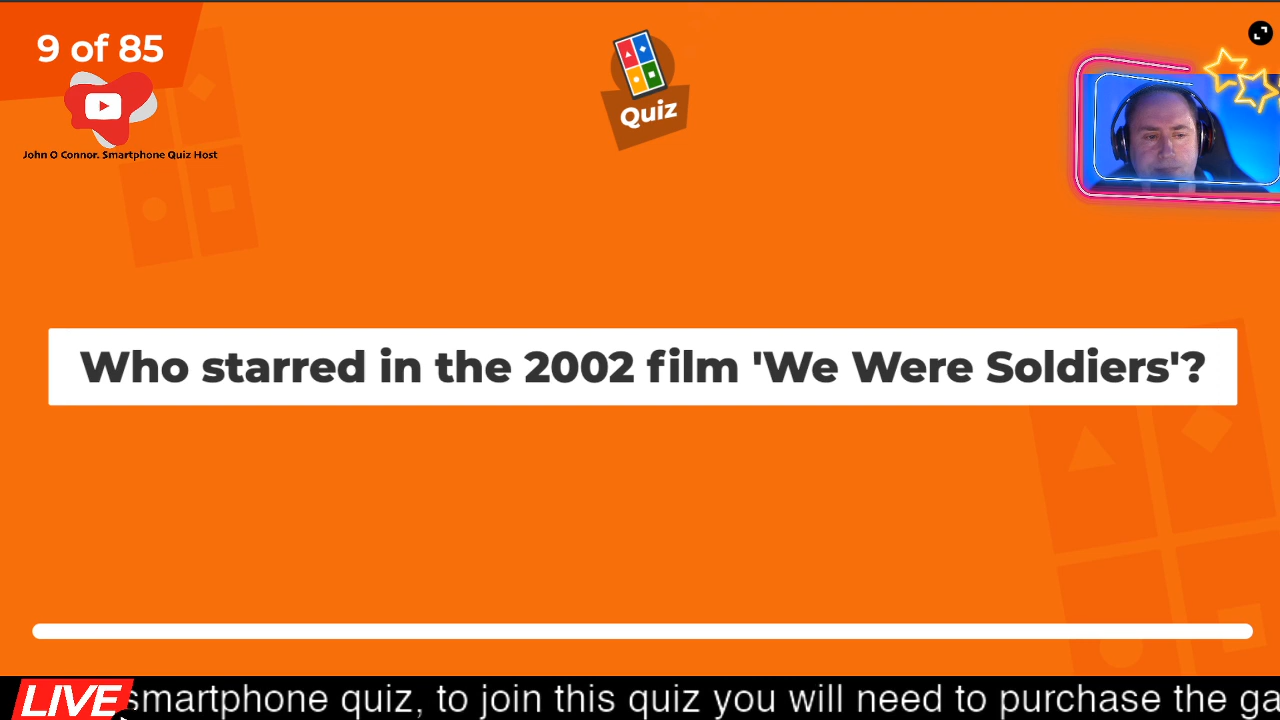 9 of 85
John O Connor. Smartphone Quiz Host
Quiz
Who starred in the 2002 film 'We Were Soldiers'?
LIVE
smartphone quiz, to join this quiz you will need to purchase the ga